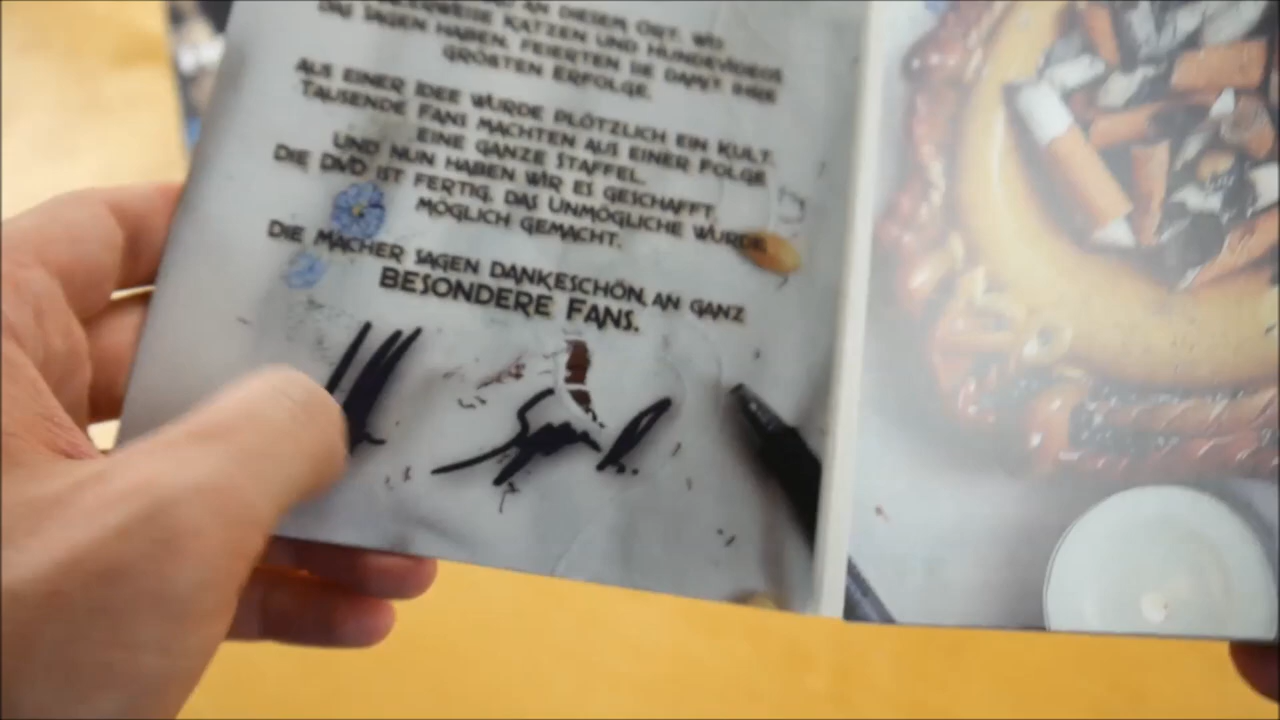 AN DIESEM ORT, WO
KATZEN UND HUNDEVIDEOS
DAS SAGEN HABEN, FEIERTEN SIE DAMIT IHRE
GRÖßTEN ERFOLGE.
AUS EINER IDEE WURDE PLÖTZLICH EIN KULT.
TAUSENDE FANS MACHTEN AUS EINER FOLGE
EINE GANZE STAFFEL.
UND NUN HABEN WIR ES GESCHAFFT,
DIE DVD IST FERTIG, DAS UNMÖGLICHE WURDE
MÖGLICH GEMACHT.
DIE MACHER SAGEN DANKESCHÖN, AN GANZ
BESONDERE FANS.